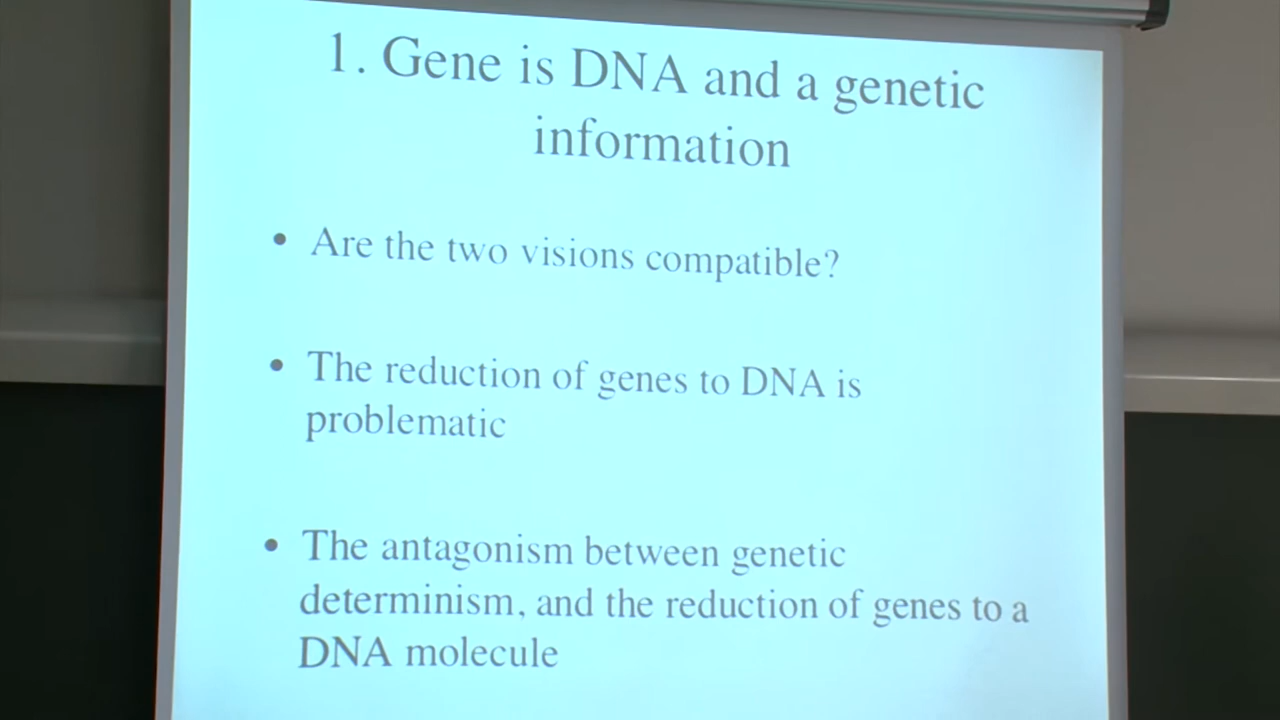 1. Gene is DNA and a genetic
information
• Are the two visions compatible?
• The reduction of genes to DNA is
problematic
• The antagonism between genetic
determinism, and the reduction of genes to a
DNA molecule